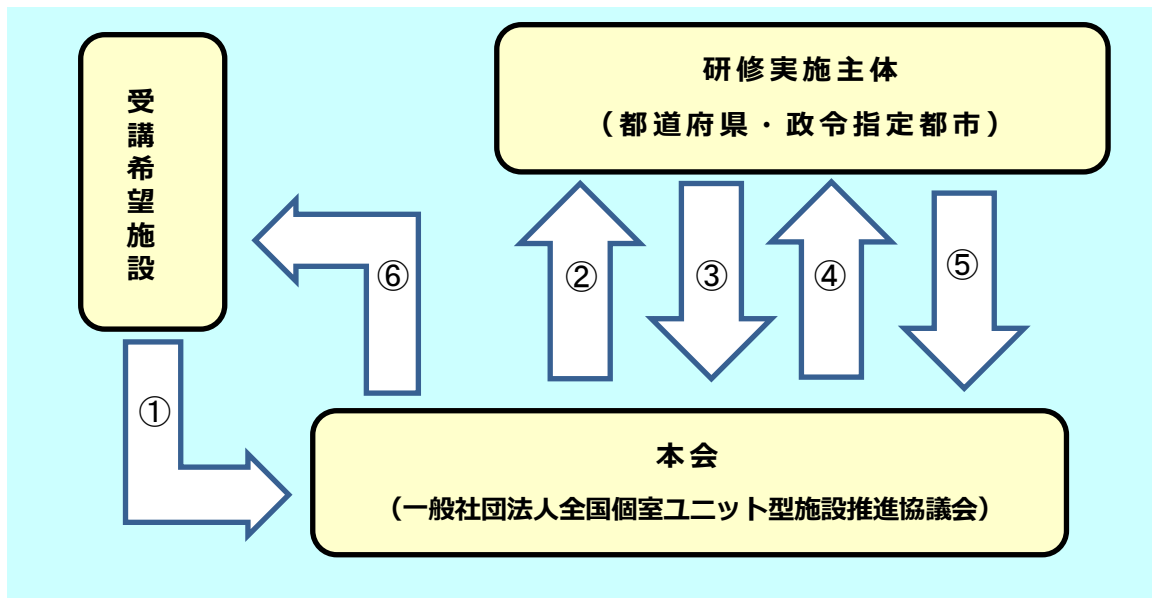 受講希望施設
研修実施主体
（都道府県・政令指定都市）
⑥
②
③
④
⑤
①
本会
（一般社団法人全国個室ユニット型施設推進協議会）